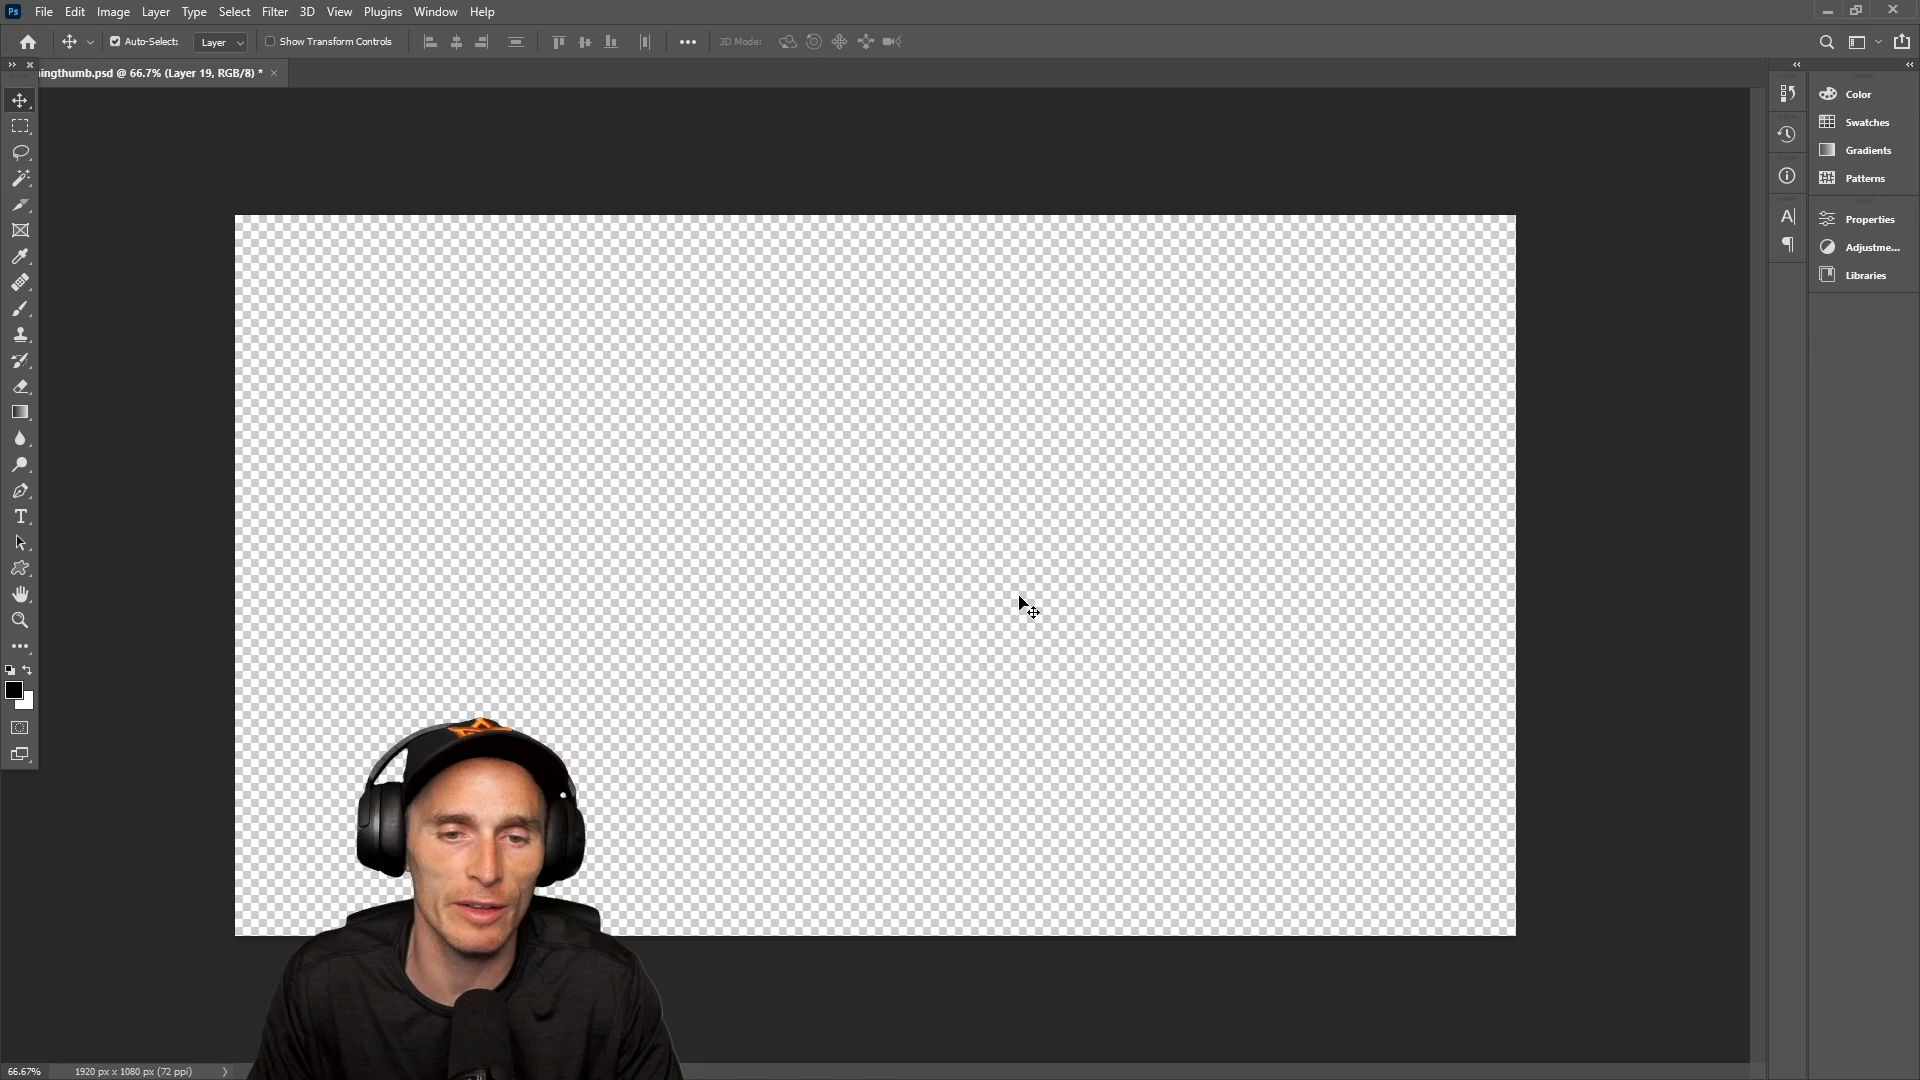 Ps File Edit Image Layer Type Select Filter 3D View Plugins Window Help
Auto-Select: Layer Show Transform Controls 3D Mode:
ingthumb.psd @ 66.7% (Layer 19, RGB/8) *
Color
Swatches
Gradients
Patterns
Properties
Adjustme...
Libraries
66.67% 1920 px x 1080 px (72 ppi)